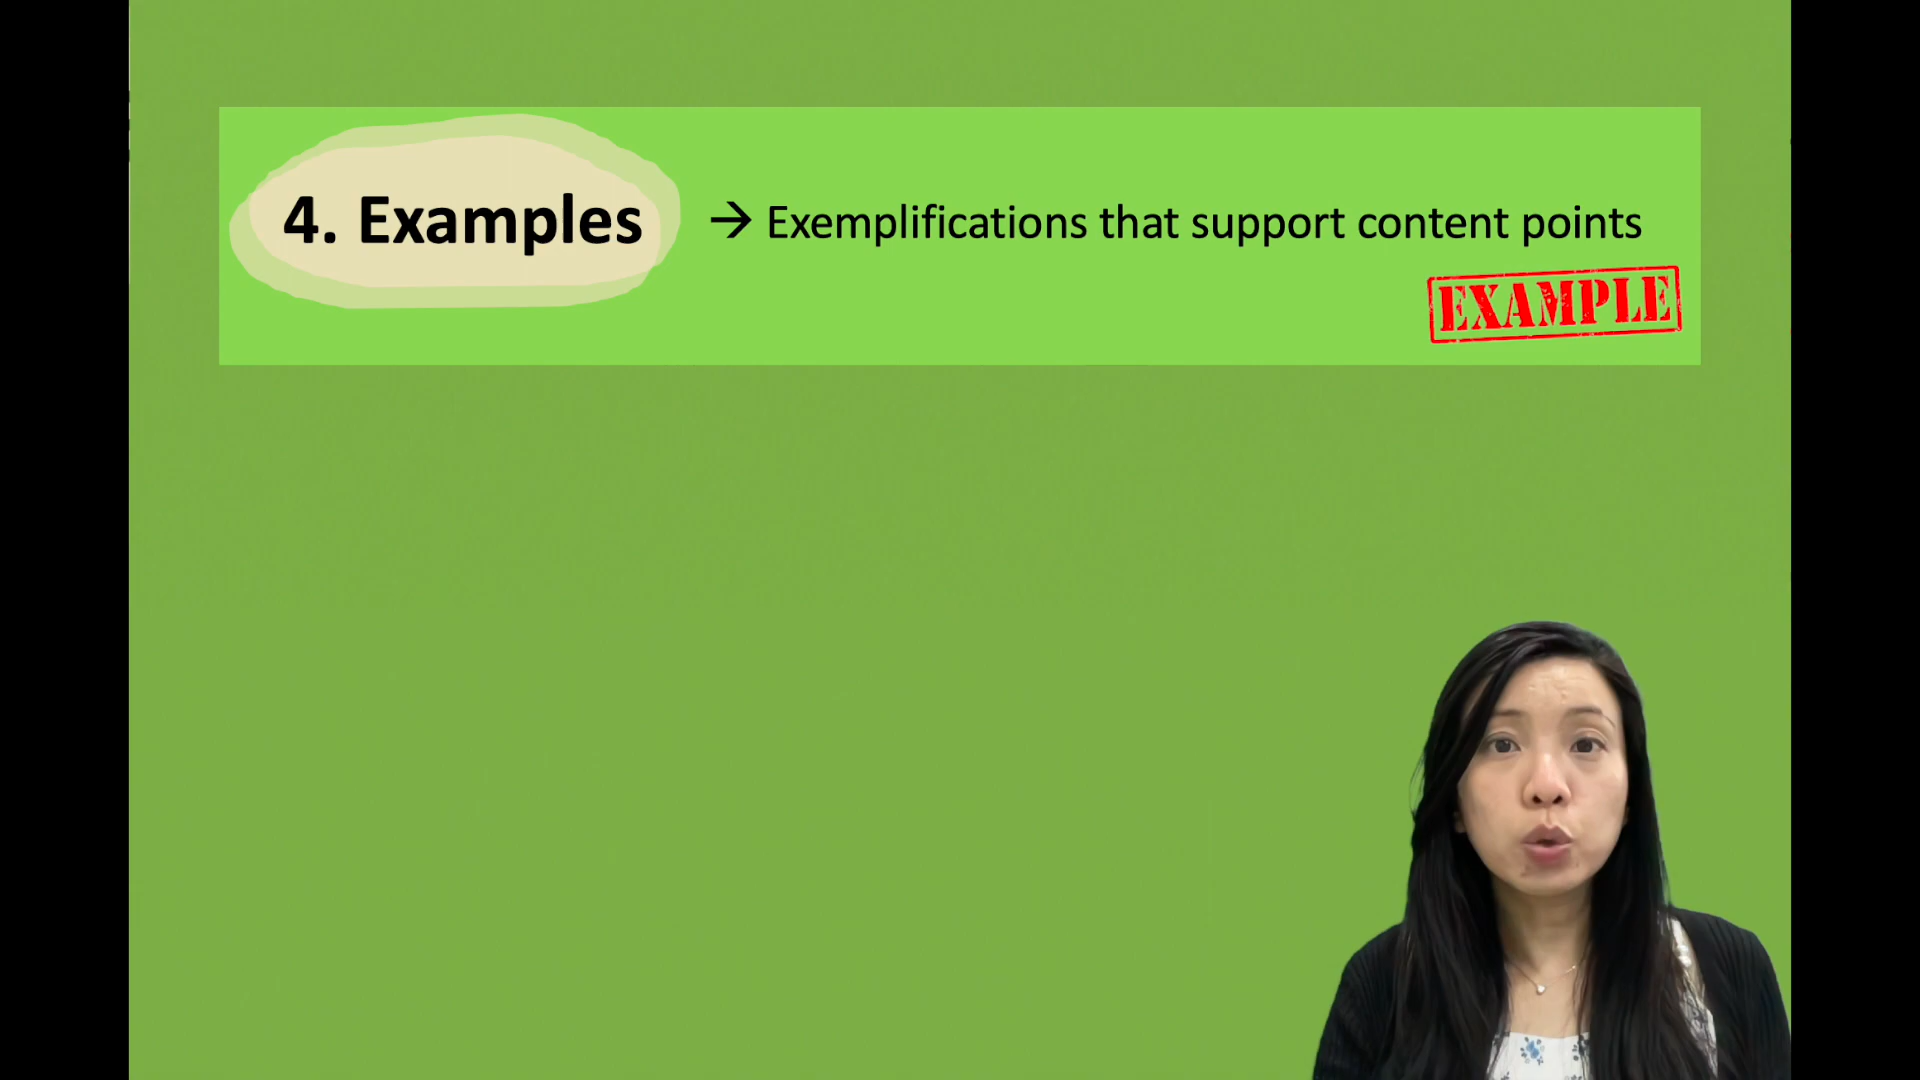 4. Examples → Exemplifications that support content points
EXAMPLE